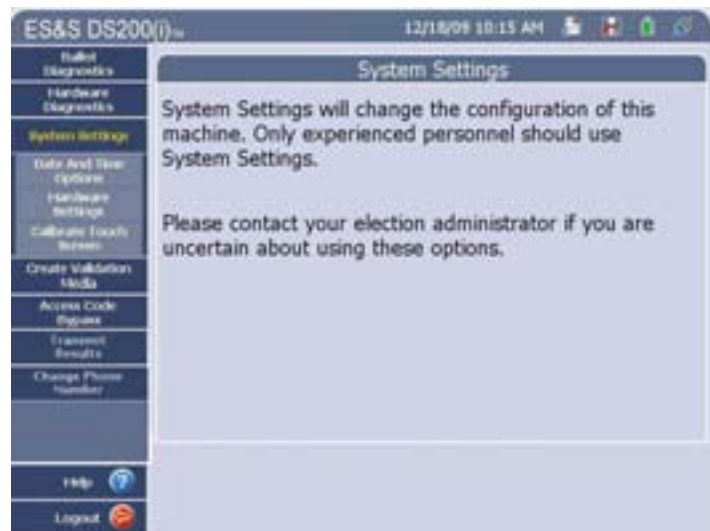 ES&S DS200(i)™
12/18/09 10:15 AM
Ballot
Diagnostics
Hardware
Diagnostics
System Settings
Date And Time
Options
Hardware
Settings
Calibrate Touch
Screen
Create Validation
Media
Access Code
Bypass
Transmit
Results
Change Phone
Number
Help
Logout
System Settings
System Settings will change the configuration of this
machine. Only experienced personnel should use
System Settings.
Please contact your election administrator if you are
uncertain about using these options.